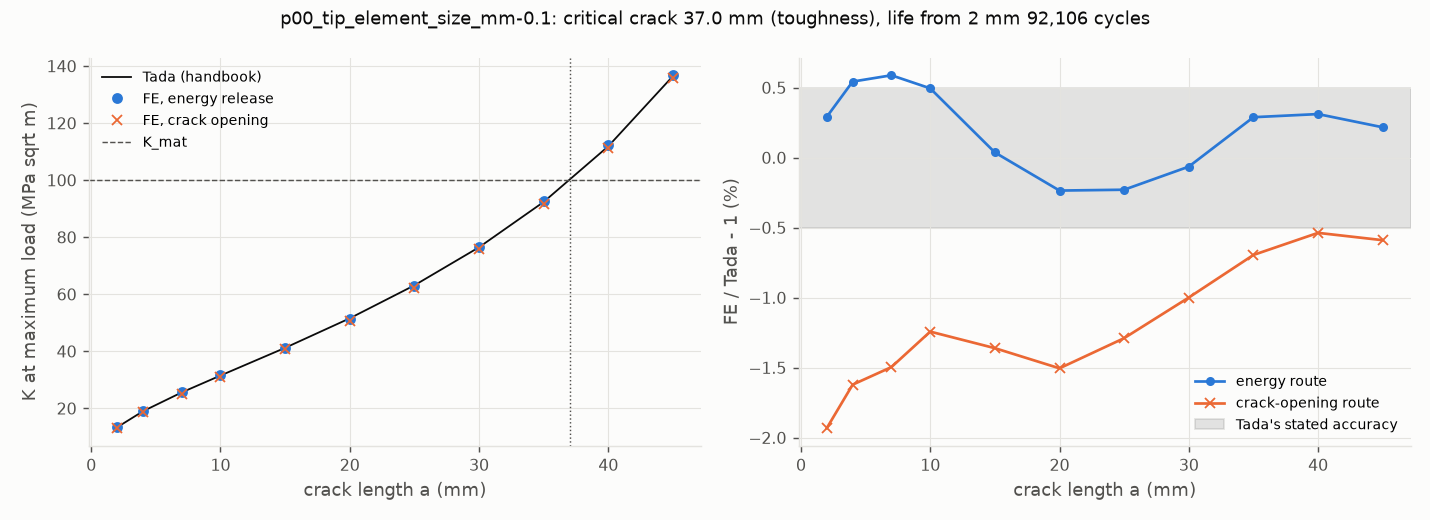 p00_tip_element_size_mm-0.1: critical crack 37.0 mm (toughness), life from 2 mm 92,106 cycles
K at maximum load (MPa sqrt m)
140
120
100
80
60
40
20
Tada (handbook)
FE, energy release
FE, crack opening
K_mat
0
10
20
30
40
crack length a (mm)
FE / Tada - 1 (%)
0.5
0.0
−0.5
−1.0
−1.5
−2.0
energy route
crack-opening route
Tada's stated accuracy
0
10
20
30
40
crack length a (mm)